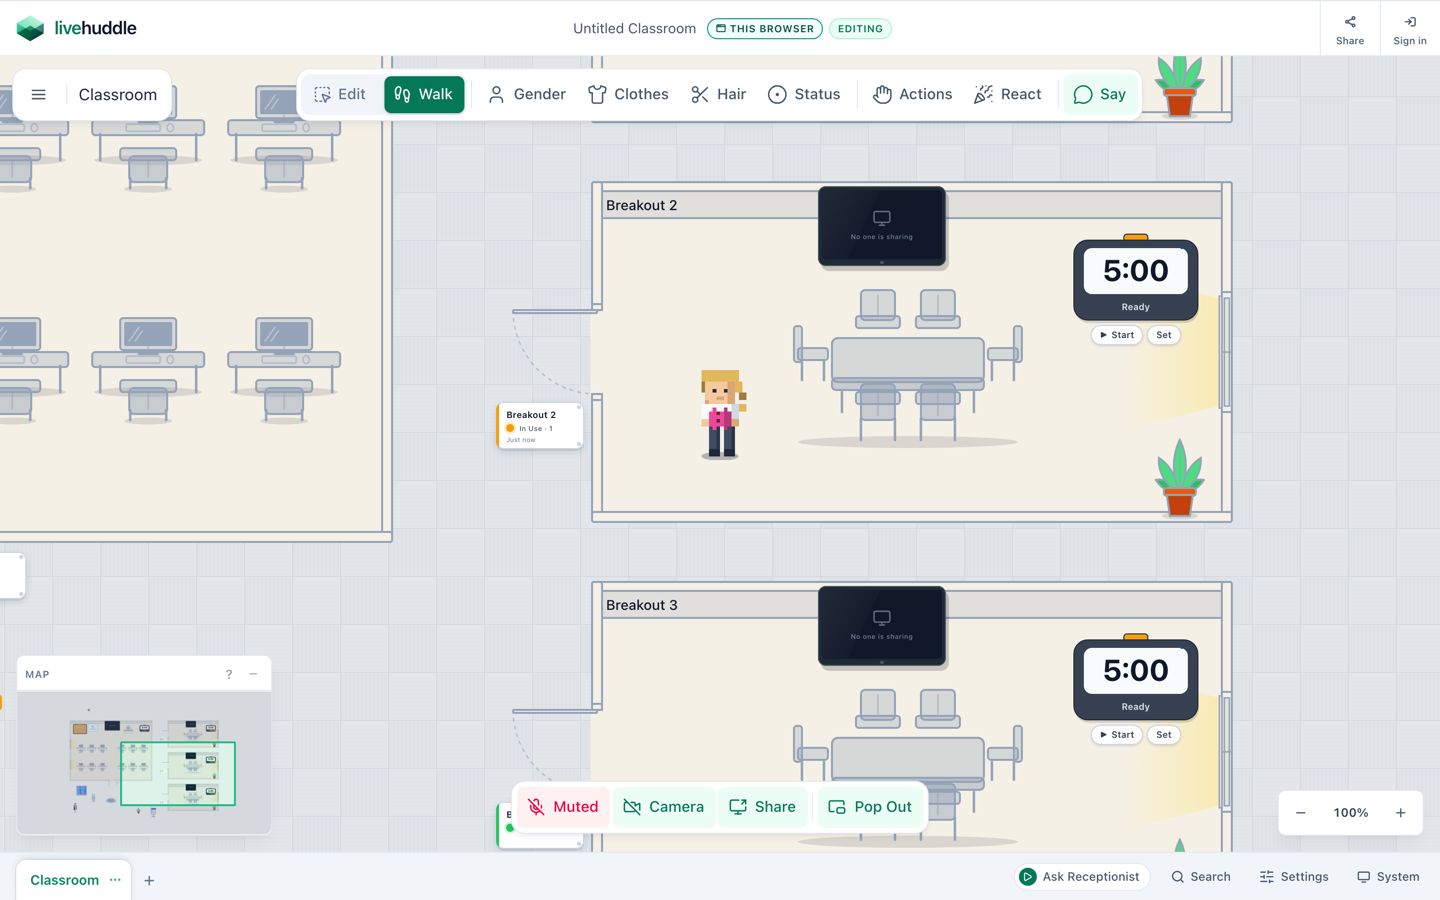 livehuddle
Untitled Classroom
THIS BROWSER
EDITING
Share
Sign in
Classroom
Edit
Walk
Gender
Clothes
Hair
Status
Actions
React
Say
Breakout 2
No one is sharing
5:00
Ready
Start
Set
Breakout 2
In Use · 1
Just now
Breakout 3
No one is sharing
5:00
Ready
Start
Set
MAP
?
B
Muted
Camera
Share
Pop Out
100%
Classroom
Ask Receptionist
Search
Settings
System